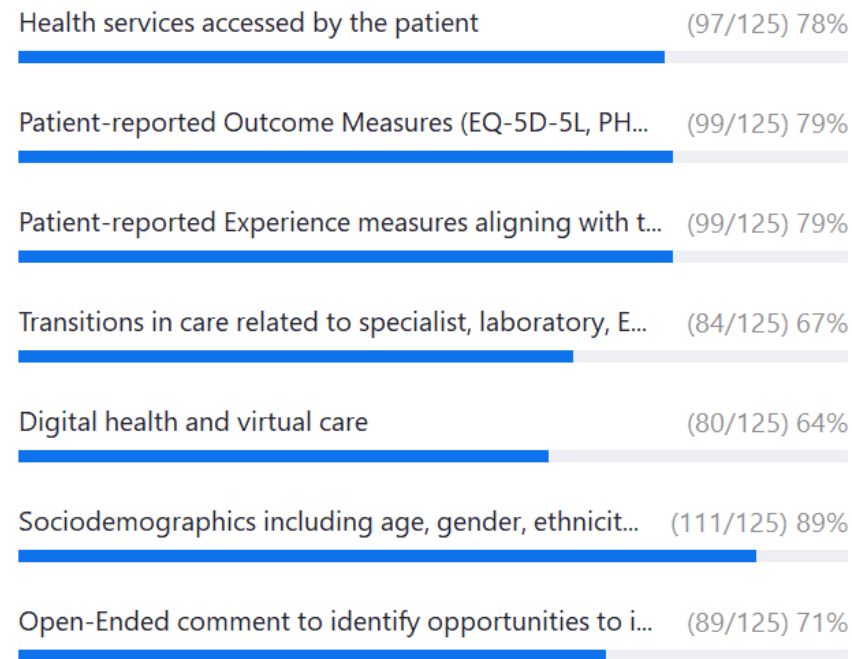 Health services accessed by the patient (97/125) 78%
Patient-reported Outcome Measures (EQ-5D-5L, PH... (99/125) 79%
Patient-reported Experience measures aligning with t... (99/125) 79%
Transitions in care related to specialist, laboratory, E... (84/125) 67%
Digital health and virtual care (80/125) 64%
Sociodemographics including age, gender, ethnicit... (111/125) 89%
Open-Ended comment to identify opportunities to i... (89/125) 71%